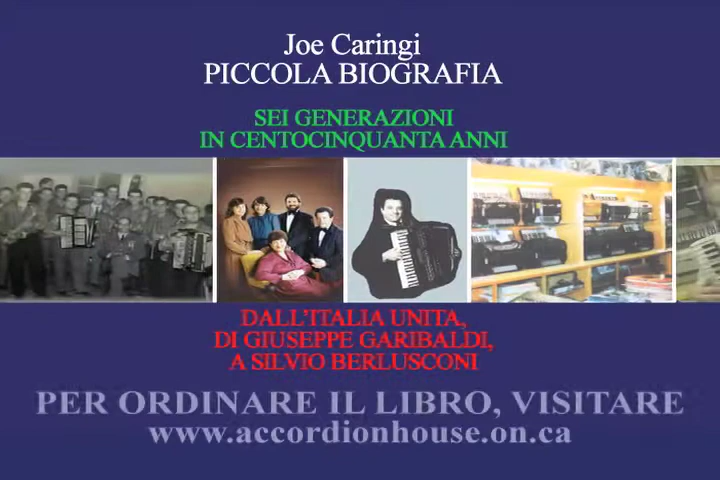 Joe Caringi
PICCOLA BIOGRAFIA
SEI GENERAZIONI
IN CENTOCINQUANTA ANNI
DALL'ITALIA UNITA,
DI GIUSEPPE GARIBALDI,
A SILVIO BERLUSCONI
PER ORDINARE IL LIBRO, VISITARE
www.accordionhouse.on.ca